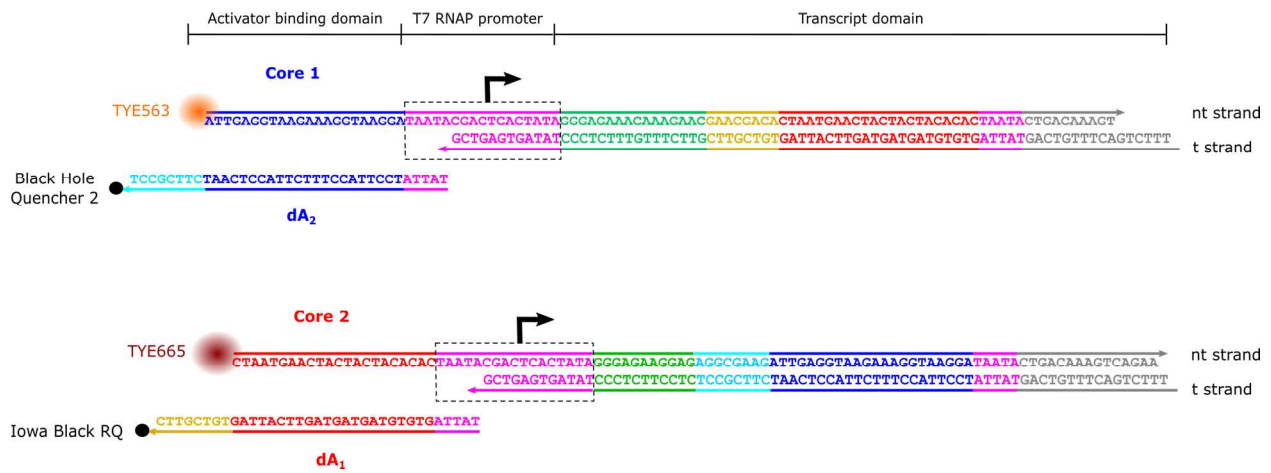 Activator binding domain T7 RNAP promoter Transcript domain
Core 1
TYE563
ATTGAGGTAAGAAAGGTAAGGATAATACGACTCACTATAGGGAGAAACAAAGAACGAACGACACTAATGAACTACTACTACACACTAATACTGACAAAGT nt strand
GCTGAGTGATATCCCTCTTTGTTTCTTGCTTGCTGTGATTACTTGATGATGATGTGTGATTATGACTGTTTCAGTCTTT t strand
Black Hole
Quencher 2
TCCGCTTCTAACTCCATTCTTTCCATTCCTATTAT
dA2
Core 2
TYE665
CTAATGAACTACTACTACACACTAATACGACTCACTATAGGGAGAAGGAGAGGCGAAGATTGAGGTAAGAAAGGTAAGGATAATACTGACAAAGTCAGAA nt strand
GCTGAGTGATATCCCTCTTCCTCTCCGCTTCTAACTCCATTCTTTCCATTCCTATTATGACTGTTTCAGTCTTT t strand
Iowa Black RQ
CTTGCTGTGATTACTTGATGATGATGTGTGATTAT
dA1